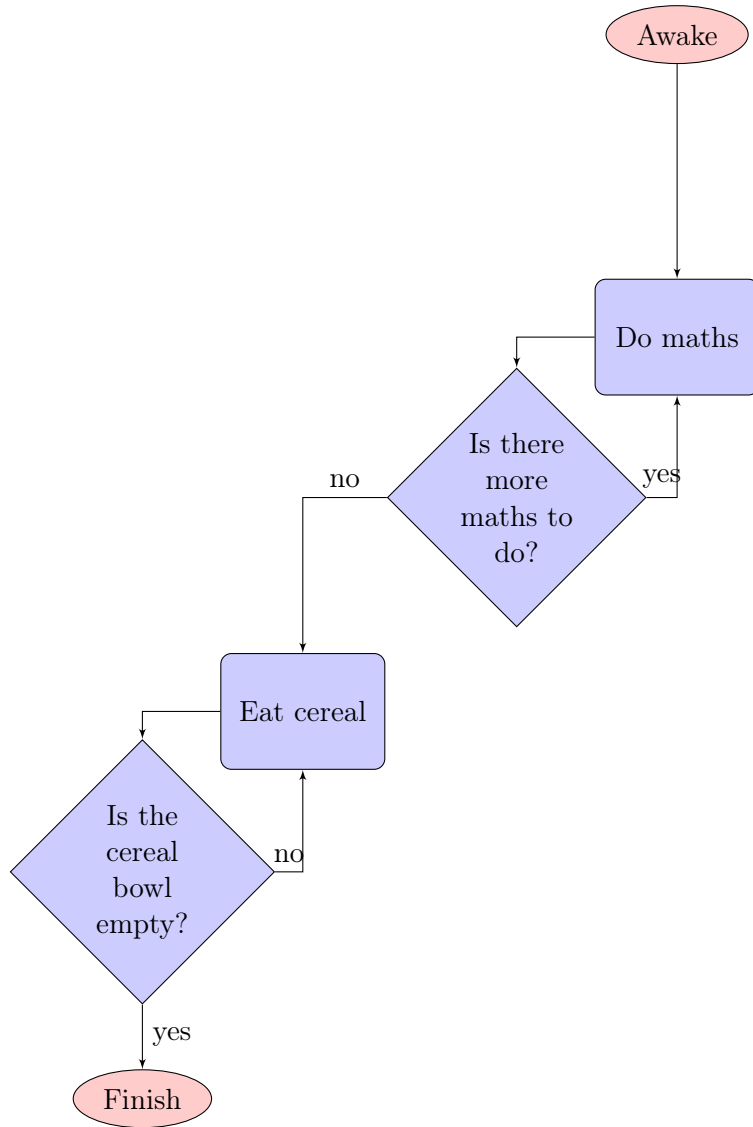 Awake
Do maths
Is there
more
maths to
do?
yes
no
Eat cereal
Is the
cereal
bowl
empty?
no
yes
Finish